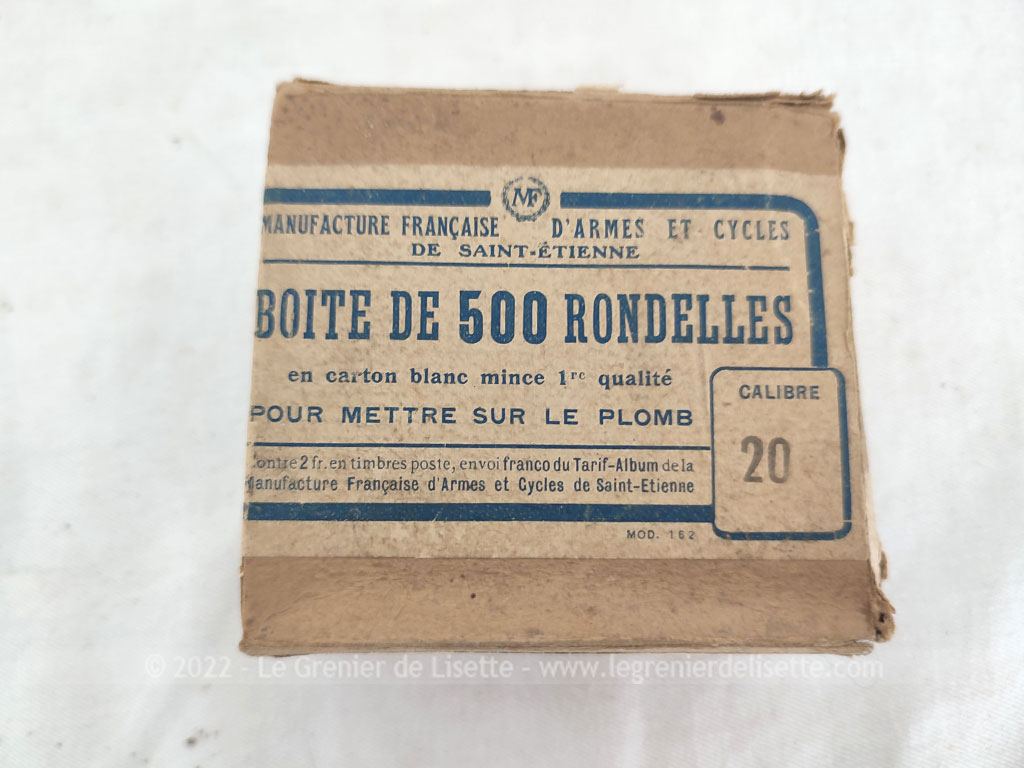 MF
MANUFACTURE FRANÇAISE D'ARMES ET CYCLES
DE SAINT-ÉTIENNE
BOITE DE 500 RONDELLES
en carton blanc mince 1re qualité
POUR METTRE SUR LE PLOMB
CALIBRE
20
Contre 2 fr. en timbres poste, envoi franco du Tarif-Album de la
Manufacture Française d'Armes et Cycles de Saint-Etienne
MOD. 162
© 2022 - Le Grenier de Lisette - www.legrenierdelisette.com